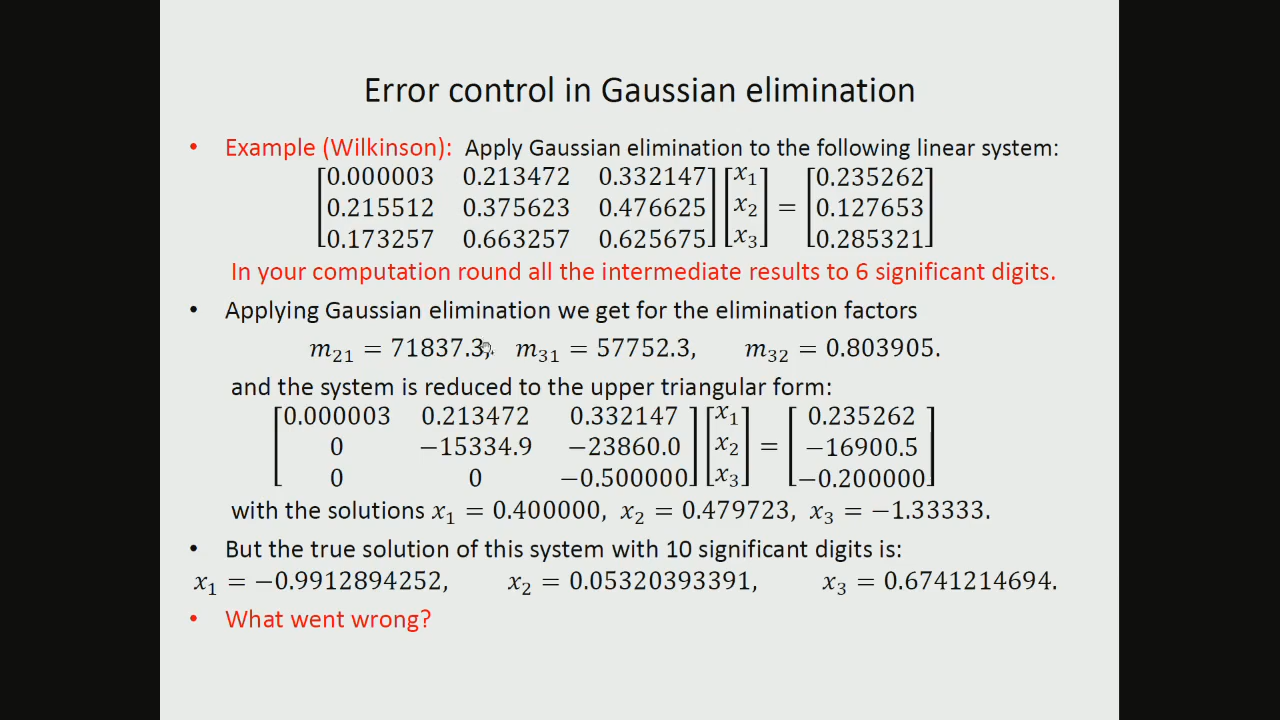 Error control in Gaussian elimination
• Example (Wilkinson): Apply Gaussian elimination to the following linear system:
[0.000003 0.213472 0.332147] [x₁] [0.235262]
[0.215512 0.375623 0.476625] [x₂] = [0.127653]
[0.173257 0.663257 0.625675] [x₃] [0.285321]
In your computation round all the intermediate results to 6 significant digits.
• Applying Gaussian elimination we get for the elimination factors
m₂₁ = 71837.3, m₃₁ = 57752.3, m₃₂ = 0.803905.
and the system is reduced to the upper triangular form:
[0.000003 0.213472 0.332147] [x₁] [0.235262]
[0 −15334.9 −23860.0] [x₂] = [−16900.5]
[0 0 −0.500000] [x₃] [−0.200000]
with the solutions x₁ = 0.400000, x₂ = 0.479723, x₃ = −1.33333.
• But the true solution of this system with 10 significant digits is:
x₁ = −0.9912894252, x₂ = 0.05320393391, x₃ = 0.6741214694.
• What went wrong?